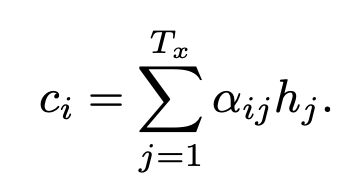 $c_i = \sum_{j=1}^{T_x} \alpha_{ij} h_j.$